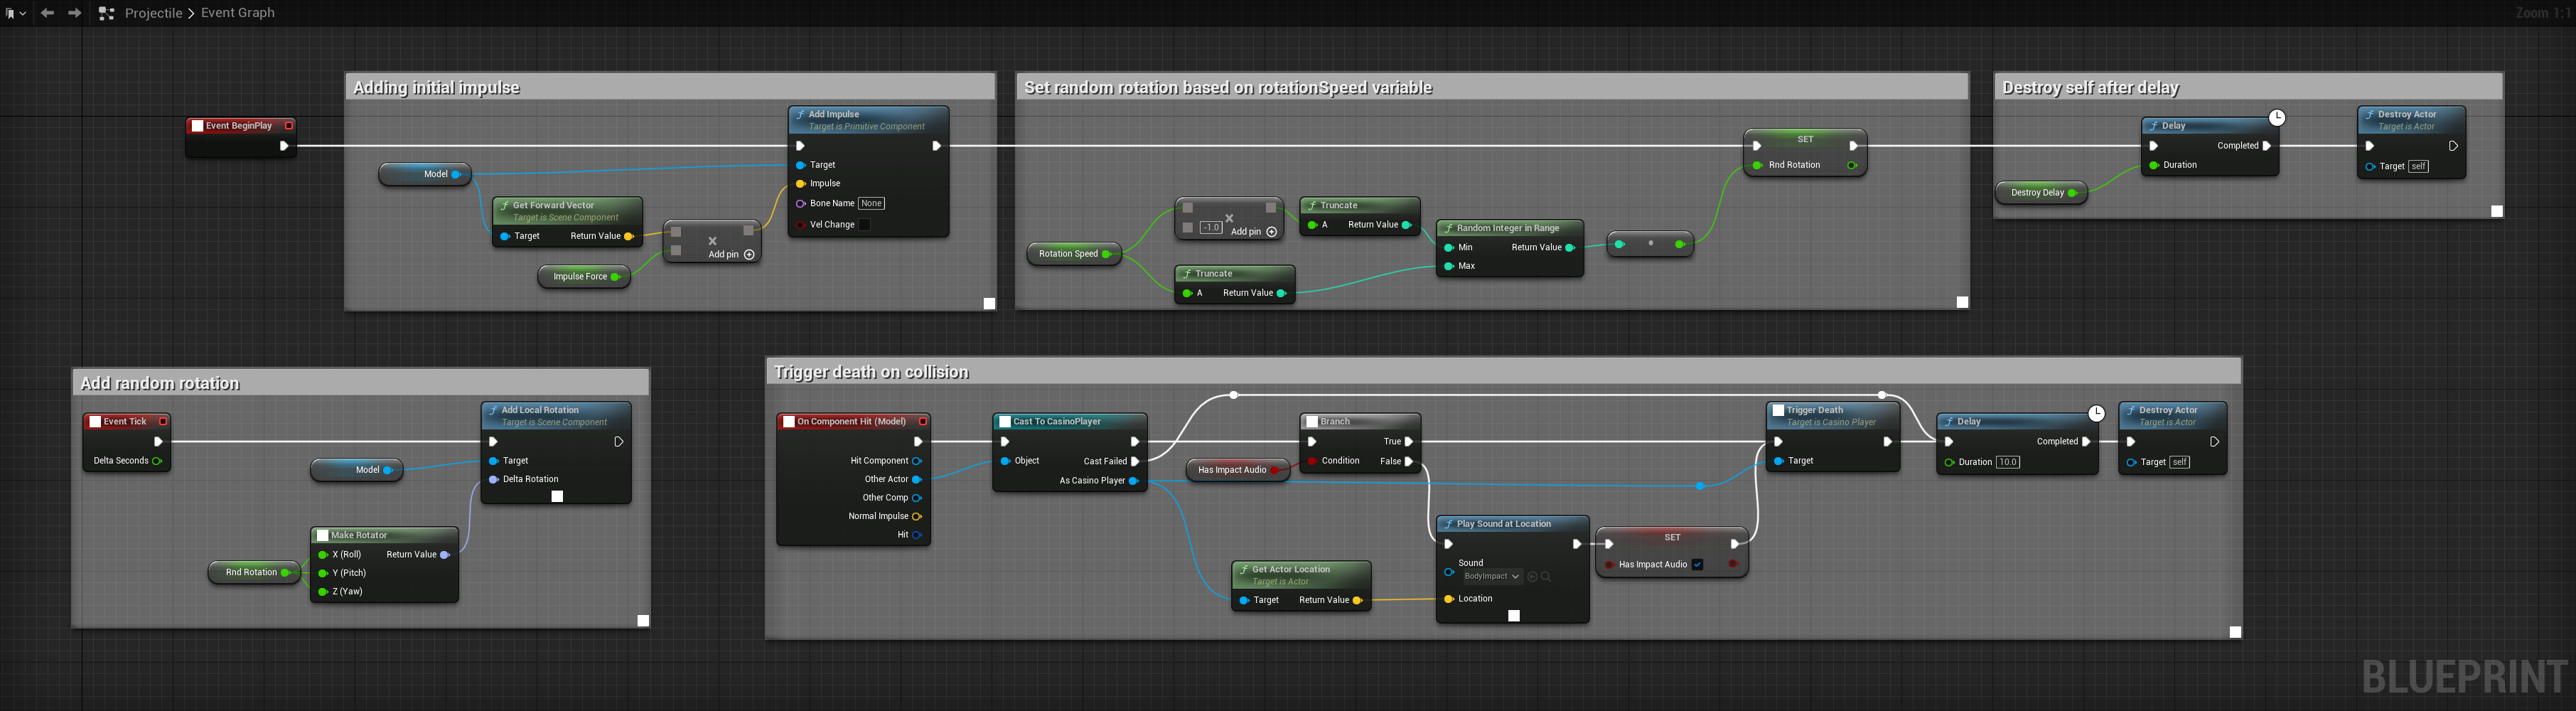 Projectile > Event Graph
Zoom 1:1
Adding initial impulse
Event BeginPlay
Model
Get Forward Vector
Target is Scene Component
Target
Return Value
Impulse Force
Add pin
Add Impulse
Target is Primitive Component
Target
Impulse
Bone Name None
Vel Change
Set random rotation based on rotationSpeed variable
Rotation Speed
-1.0
Add pin
Truncate
A
Return Value
Truncate
A
Return Value
Random Integer in Range
Min
Return Value
Max
SET
Rnd Rotation
Destroy self after delay
Destroy Delay
Delay
Completed
Duration
Destroy Actor
Target is Actor
Target self
Add random rotation
Event Tick
Delta Seconds
Model
Rnd Rotation
Make Rotator
X (Roll)
Return Value
Y (Pitch)
Z (Yaw)
Add Local Rotation
Target is Scene Component
Target
Delta Rotation
Trigger death on collision
On Component Hit (Model)
Hit Component
Other Actor
Other Comp
Normal Impulse
Hit
Cast To CasinoPlayer
Object
Cast Failed
As Casino Player
Has Impact Audio
Branch
True
Condition
False
Get Actor Location
Target is Actor
Target
Return Value
Play Sound at Location
Sound
BodyImpact
Location
SET
Has Impact Audio
Trigger Death
Target is Casino Player
Target
Delay
Completed
Duration 10.0
Destroy Actor
Target is Actor
Target self
BLUEPRINT